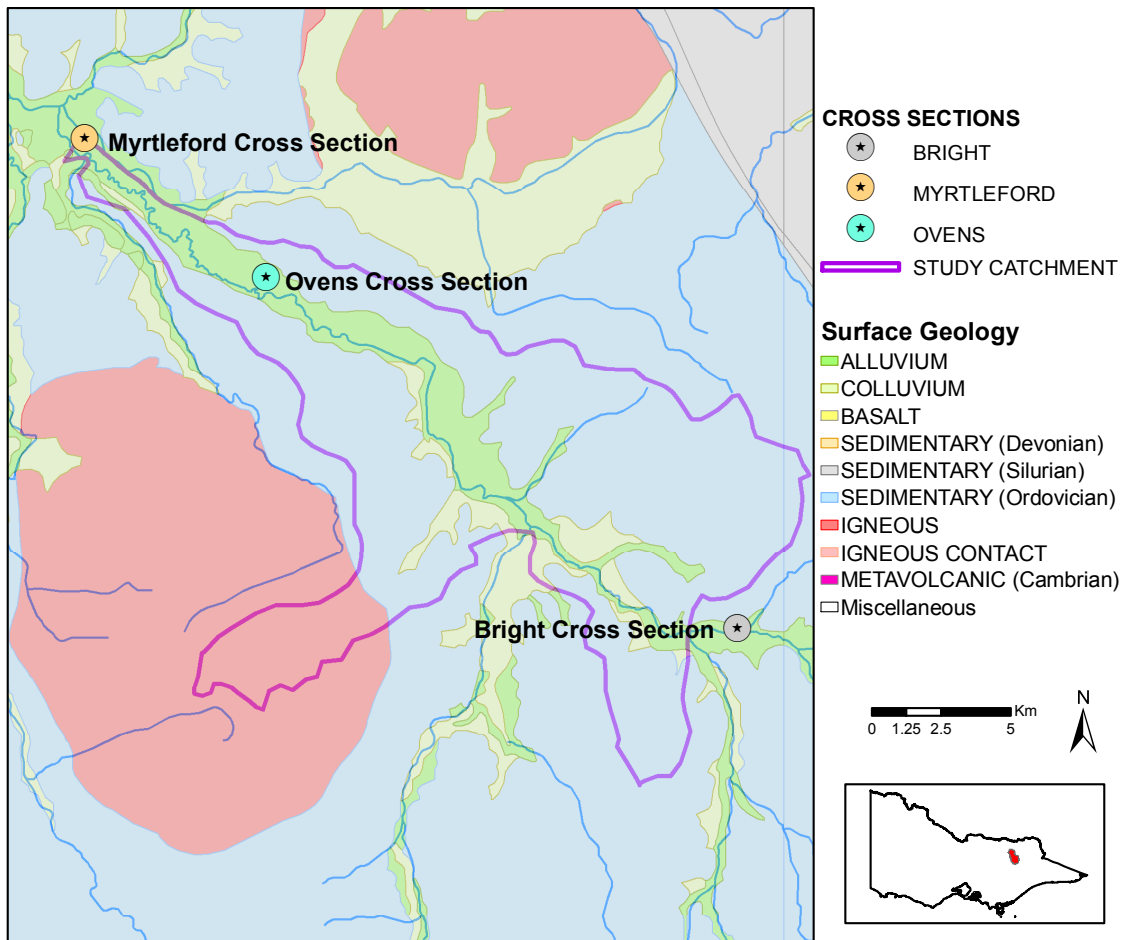 Myrtleford Cross Section
Ovens Cross Section
Bright Cross Section
CROSS SECTIONS
BRIGHT
MYRTLEFORD
OVENS
STUDY CATCHMENT
Surface Geology
ALLUVIUM
COLLUVIUM
BASALT
SEDIMENTARY (Devonian)
SEDIMENTARY (Silurian)
SEDIMENTARY (Ordovician)
IGNEOUS
IGNEOUS CONTACT
METAVOLCANIC (Cambrian)
Miscellaneous
Km
0 1.25 2.5 5
N